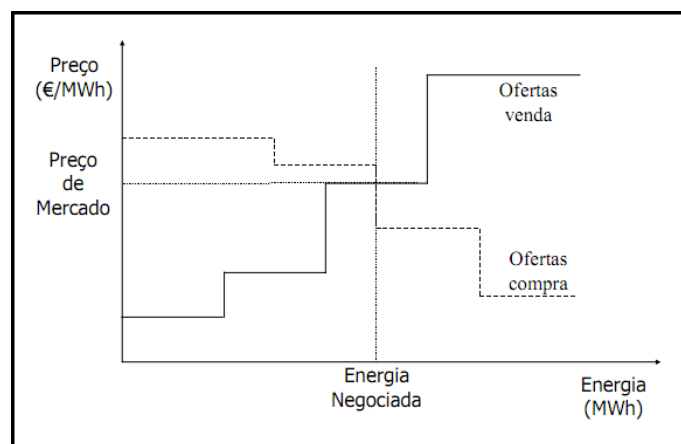 Preço
(€/MWh)
Ofertas
venda
Preço
de
Mercado
Ofertas
compra
Energia
Negociada
Energia
(MWh)